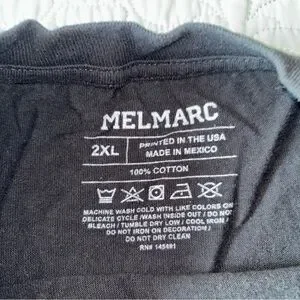 MELMARC
2XL
PRINTED IN THE USA
MADE IN MEXICO
100% COTTON
MACHINE WASH COLD WITH LIKE COLORS ON
DELICATE CYCLE /WASH INSIDE OUT / DO NOT
BLEACH / TUMBLE DRY LOW / COOL IRON /
DO NOT IRON ON DECORATION /
DO NOT DRY CLEAN
RN# 145491